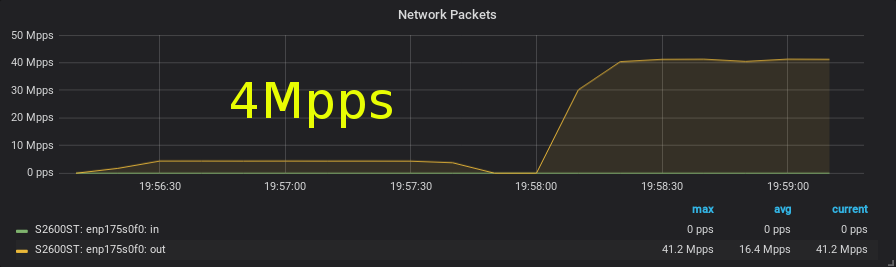 Network Packets
50 Mpps
40 Mpps
30 Mpps
20 Mpps
10 Mpps
0 pps
4Mpps
19:56:30 19:57:00 19:57:30 19:58:00 19:58:30 19:59:00
max avg current
S2600ST: enp175s0f0: in 0 pps 0 pps 0 pps
S2600ST: enp175s0f0: out 41.2 Mpps 16.4 Mpps 41.2 Mpps